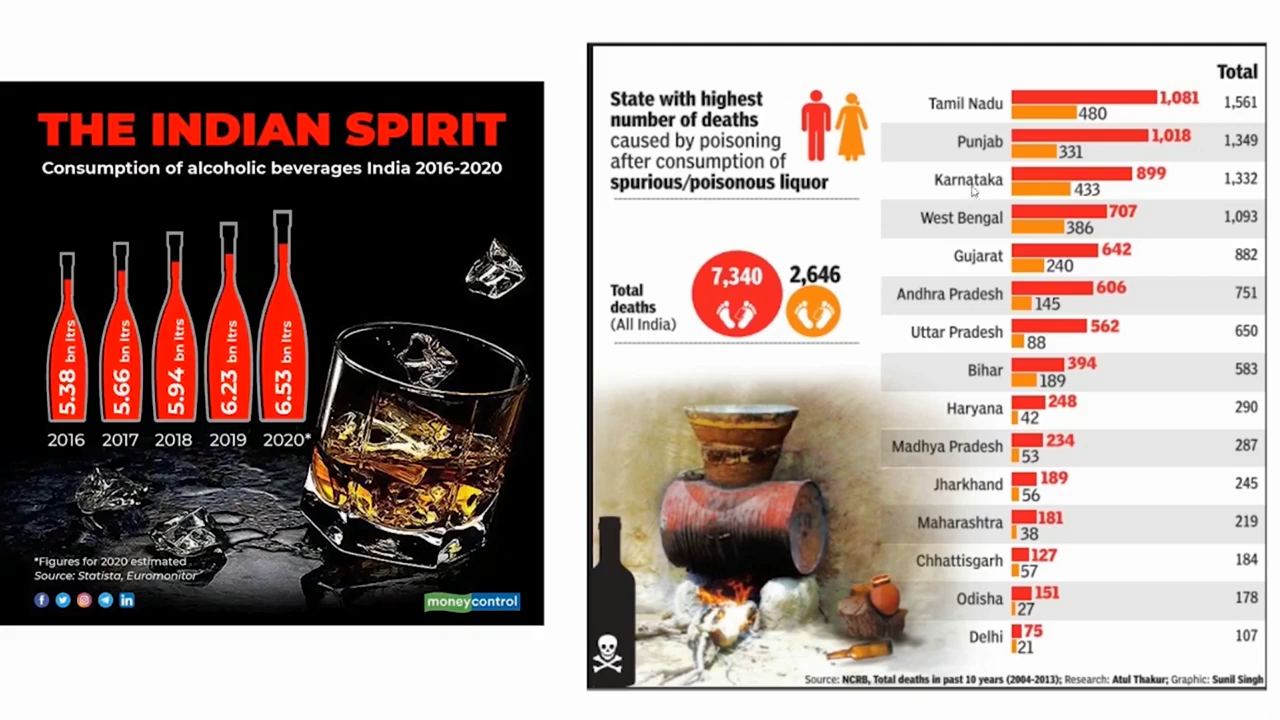 THE INDIAN SPIRIT
Consumption of alcoholic beverages India 2016-2020
5.38 bn ltrs
5.66 bn ltrs
5.94 bn ltrs
6.23 bn ltrs
6.53 bn ltrs
2016 2017 2018 2019 2020*
*Figures for 2020 estimated
Source: Statista, Euromonitor
moneycontrol
State with highest
number of deaths
caused by poisoning
after consumption of
spurious/poisonous liquor
Total
deaths
(All India)
7,340 2,646
Total
Tamil Nadu 1,081 480 1,561
Punjab 1,018 331 1,349
Karnataka 899 433 1,332
West Bengal 707 386 1,093
Gujarat 642 240 882
Andhra Pradesh 606 145 751
Uttar Pradesh 562 88 650
Bihar 394 189 583
Haryana 248 42 290
Madhya Pradesh 234 53 287
Jharkhand 189 56 245
Maharashtra 181 38 219
Chhattisgarh 127 57 184
Odisha 151 27 178
Delhi 75 21 107
Source: NCRB, Total deaths in past 10 years (2004-2013); Research: Atul Thakur; Graphic: Sunil Singh